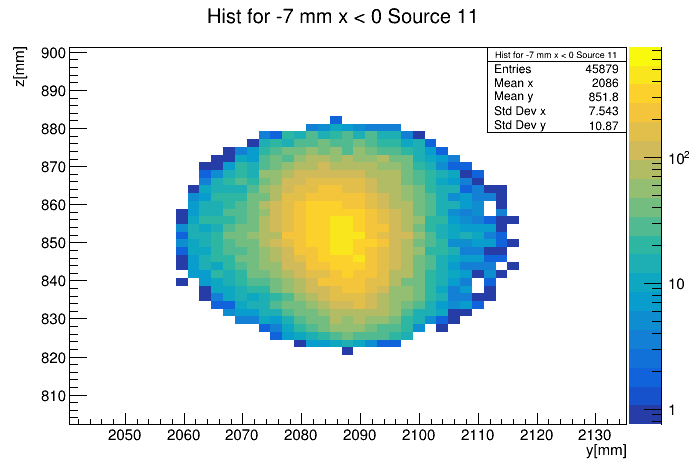 Hist for -7 mm x < 0 Source 11
z[mm]
Hist for -7 mm x < 0 Source 11
Entries 45879
Mean x 2086
Mean y 851.8
Std Dev x 7.543
Std Dev y 10.87
900
890
880
870
860
850
840
830
820
810
10²
10
1
2050 2060 2070 2080 2090 2100 2110 2120 2130
y[mm]